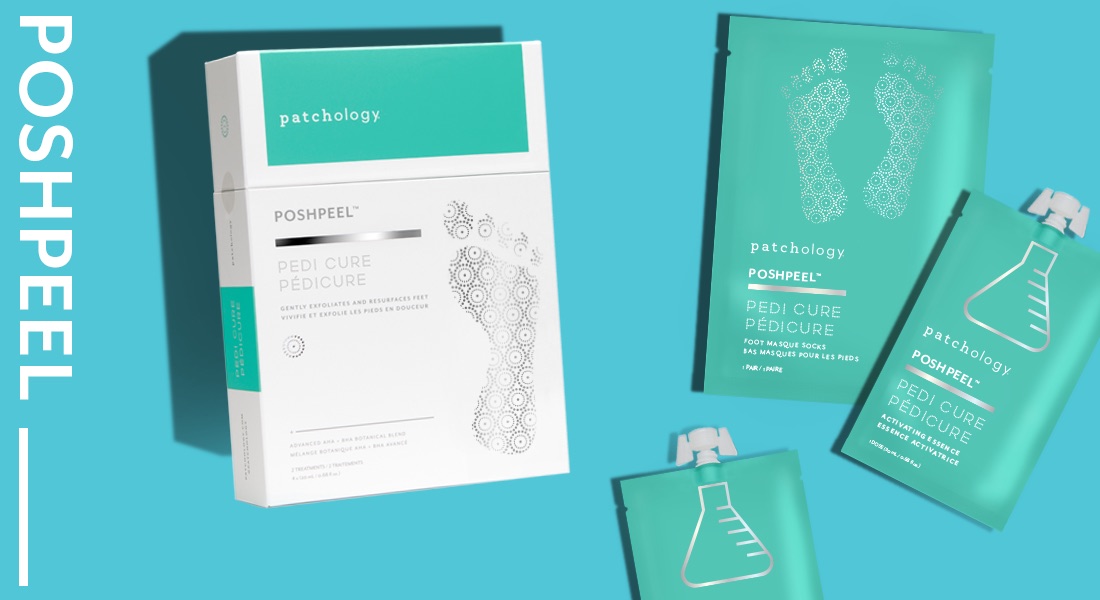 POSHPEEL
patchology
POSHPEEL™
PEDI CURE
PÉDICURE
GENTLY EXFOLIATES AND RESURFACES FEET
VIVIFIE ET EXFOLIE LES PIEDS EN DOUCEUR
ADVANCED AHA + BHA BOTANICAL BLEND
MÉLANGE BOTANIQUE AHA + BHA AVANCÉ
2 TREATMENTS / 2 TRAITEMENTS
PEDI CURE
PÉDICURE
patchology
POSHPEEL™
PEDI CURE
PÉDICURE
FOOT MASQUE SOCKS
BAS MASQUES POUR LES PIEDS
1 PAIR / 1 PAIRE
patchology
POSHPEEL™
PEDI CURE
PÉDICURE
ACTIVATING ESSENCE
ESSENCE ACTIVATRICE